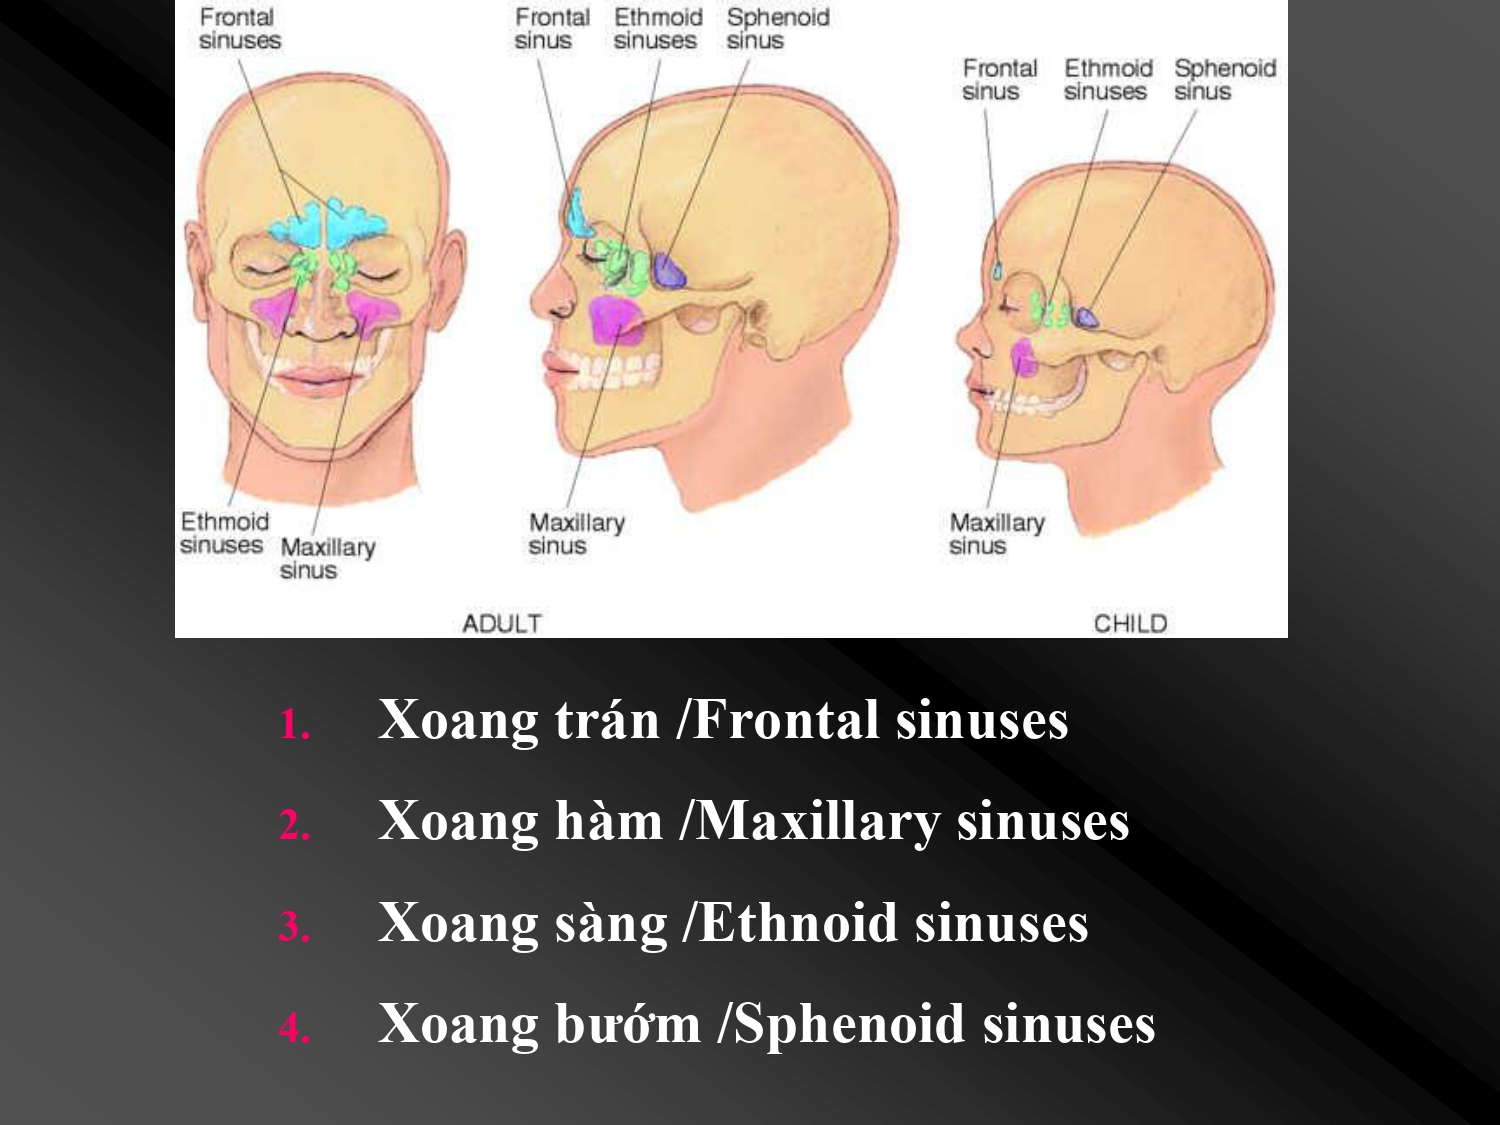 Frontal
sinuses
Frontal
sinus
Ethmoid
sinuses
Sphenoid
sinus
Frontal
sinus
Ethmoid
sinuses
Sphenoid
sinus
Ethmoid
sinuses
Maxillary
sinus
Maxillary
sinus
Maxillary
sinus
ADULT
CHILD
1. Xoang trán /Frontal sinuses
2. Xoang hàm /Maxillary sinuses
3. Xoang sàng /Ethnoid sinuses
4. Xoang bướm /Sphenoid sinuses